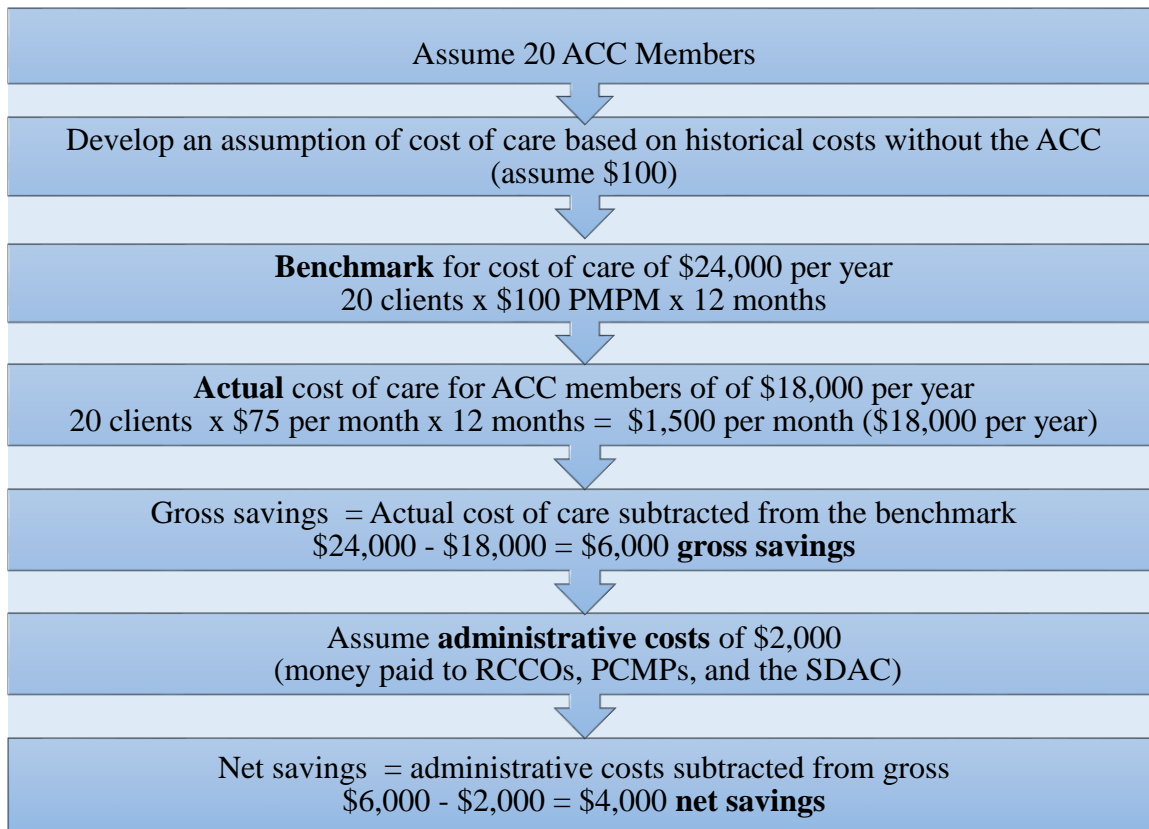 Assume 20 ACC Members
Develop an assumption of cost of care based on historical costs without the ACC
(assume $100)
Benchmark for cost of care of $24,000 per year
20 clients x $100 PMPM x 12 months
Actual cost of care for ACC members of of $18,000 per year
20 clients x $75 per month x 12 months = $1,500 per month ($18,000 per year)
Gross savings = Actual cost of care subtracted from the benchmark
$24,000 - $18,000 = $6,000 gross savings
Assume administrative costs of $2,000
(money paid to RCCOs, PCMPs, and the SDAC)
Net savings = administrative costs subtracted from gross
$6,000 - $2,000 = $4,000 net savings